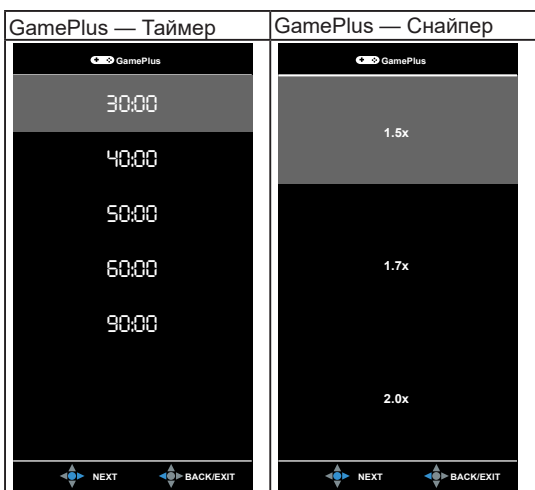 GamePlus — Таймер
GamePlus
30:00
40:00
50:00
60:00
90:00
NEXT BACK/EXIT
GamePlus — Снайпер
GamePlus
1.5x
1.7x
2.0x
NEXT BACK/EXIT